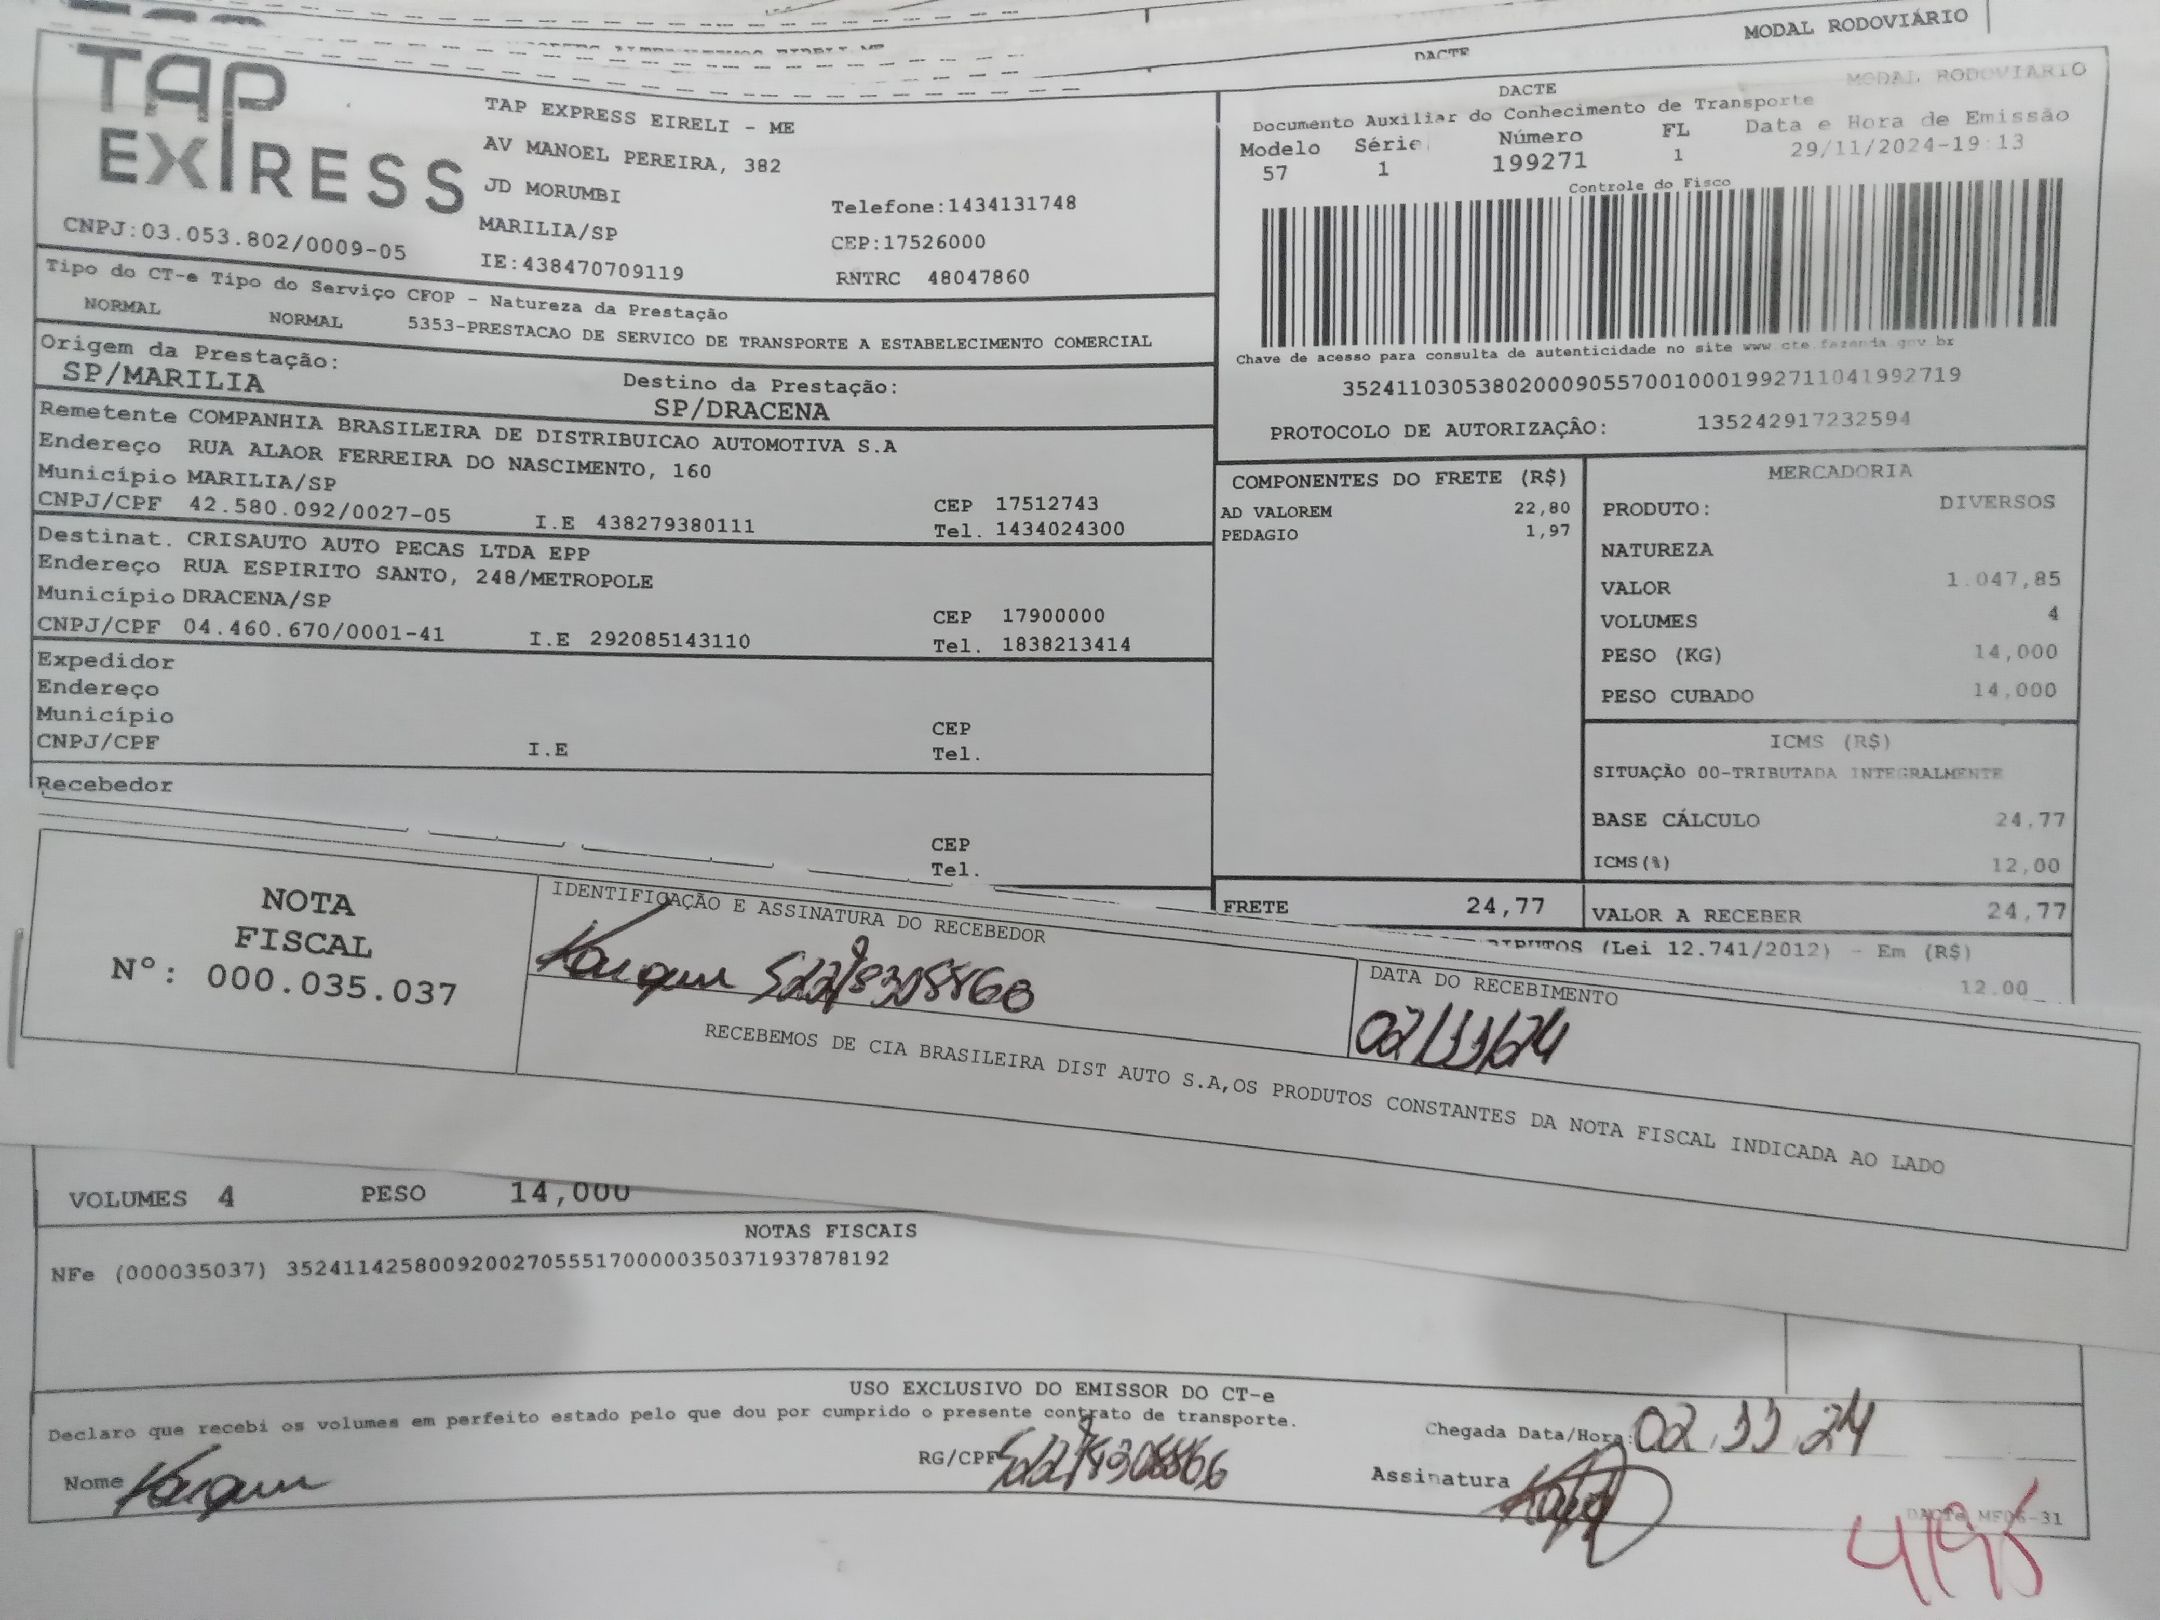 MODAL RODOVIÁRIO
DACTE
TAP
EXPRESS
CNPJ:03.053.802/0009-05
TAP EXPRESS EIRELI - ME
AV MANOEL PEREIRA, 382
JD MORUMBI
MARILIA/SP
IE:438470709119
Telefone:1434131748
CEP:17526000
RNTRC 48047860
MODAL RODOVIARIO
DACTE
Documento Auxiliar do Conhecimento de Transporte
Modelo Série Número FL Data e Hora de Emissão
57 1 199271 1 29/11/2024-19:13
Controle do Fisco
Chave de acesso para consulta de autenticidade no site www.cte.fazenda.gov.br
35241103053802000905570010001992711041992719
PROTOCOLO DE AUTORIZAÇÃO: 135242917232594
Tipo do CT-e Tipo do Serviço CFOP - Natureza da Prestação
NORMAL NORMAL 5353-PRESTACAO DE SERVICO DE TRANSPORTE A ESTABELECIMENTO COMERCIAL
Origem da Prestação: Destino da Prestação:
SP/MARILIA SP/DRACENA
Remetente COMPANHIA BRASILEIRA DE DISTRIBUICAO AUTOMOTIVA S.A
Endereço RUA ALAOR FERREIRA DO NASCIMENTO, 160
Município MARILIA/SP CEP 17512743
CNPJ/CPF 42.580.092/0027-05 I.E 438279380111 Tel. 1434024300
Destinat. CRISAUTO AUTO PECAS LTDA EPP
Endereço RUA ESPIRITO SANTO, 248/METROPOLE
Município DRACENA/SP CEP 17900000
CNPJ/CPF 04.460.670/0001-41 I.E 292085143110 Tel. 1838213414
Expedidor
Endereço
Município CEP
CNPJ/CPF I.E Tel.
Recebedor
CEP
Tel.
COMPONENTES DO FRETE (R$)
AD VALOREM 22,80
PEDAGIO 1,97
FRETE 24,77
MERCADORIA
PRODUTO: DIVERSOS
NATUREZA
VALOR 1.047,85
VOLUMES 4
PESO (KG) 14,000
PESO CUBADO 14,000
ICMS (R$)
SITUAÇÃO 00-TRIBUTADA INTEGRALMENTE
BASE CÁLCULO 24,77
ICMS(%) 12,00
VALOR A RECEBER 24,77
(Lei 12.741/2012) - Em (R$)
12.00
NOTA
FISCAL
Nº: 000.035.037
IDENTIFICAÇÃO E ASSINATURA DO RECEBEDOR
DATA DO RECEBIMENTO
02/11/24
RECEBEMOS DE CIA BRASILEIRA DIST AUTO S.A,OS PRODUTOS CONSTANTES DA NOTA FISCAL INDICADA AO LADO
VOLUMES 4 PESO 14,000
NOTAS FISCAIS
NFe (000035037) 35241142580092002705551700000350371937878192
USO EXCLUSIVO DO EMISSOR DO CT-e
Declaro que recebi os volumes em perfeito estado pelo que dou por cumprido o presente contrato de transporte.
Chegada Data/Hora: 02.11.24
Nome RG/CPF Assinatura
DACTe MF06-31